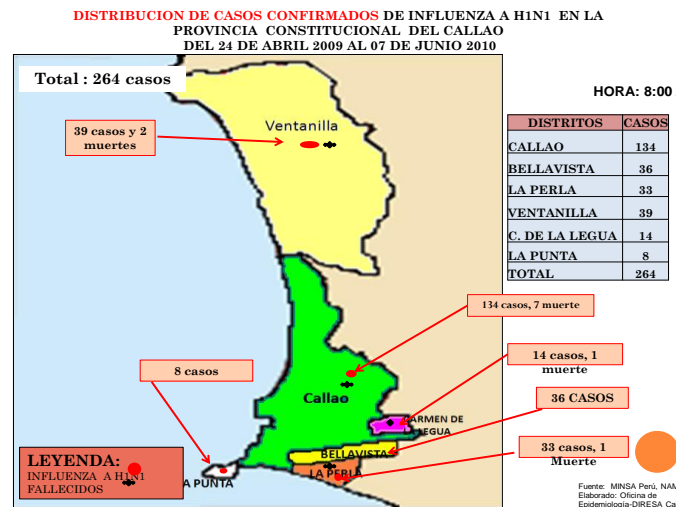 DISTRIBUCION DE CASOS CONFIRMADOS DE INFLUENZA A H1N1 EN LA
PROVINCIA CONSTITUCIONAL DEL CALLAO
DEL 24 DE ABRIL 2009 AL 07 DE JUNIO 2010
Total : 264 casos
HORA: 8:00
DISTRITOS CASOS
CALLAO 134
BELLAVISTA 36
LA PERLA 33
VENTANILLA 39
C. DE LA LEGUA 14
LA PUNTA 8
TOTAL 264
Ventanilla
39 casos y 2
muertes
134 casos, 7 muerte
14 casos, 1
muerte
8 casos
Callao
36 CASOS
CARMEN DE
LA LEGUA
BELLAVISTA
33 casos, 1
Muerte
LA PERLA
A PUNTA
LEYENDA:
INFLUENZA A H1N1
FALLECIDOS
Fuente: MINSA Perú, NAM
Elaborado: Oficina de
Epidemiología-DIRESA Ca